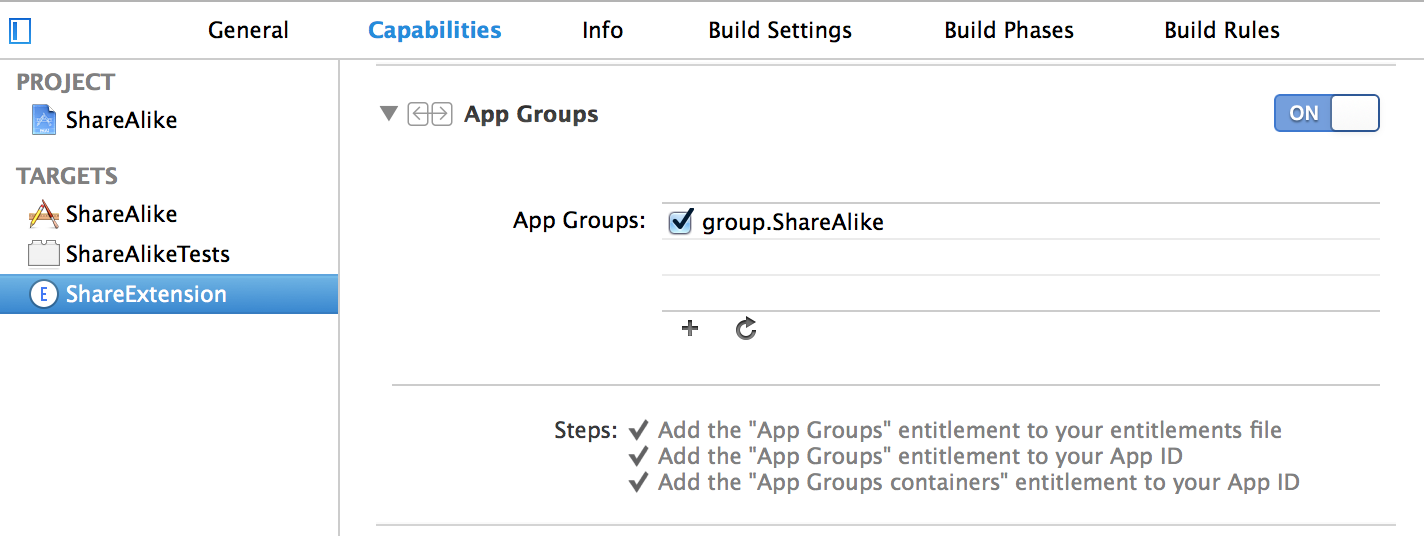 General Capabilities Info Build Settings Build Phases Build Rules
PROJECT
ShareAlike
TARGETS
ShareAlike
ShareAlikeTests
E ShareExtension
App Groups
ON
App Groups: group.ShareAlike
Steps: Add the "App Groups" entitlement to your entitlements file
Add the "App Groups" entitlement to your App ID
Add the "App Groups containers" entitlement to your App ID